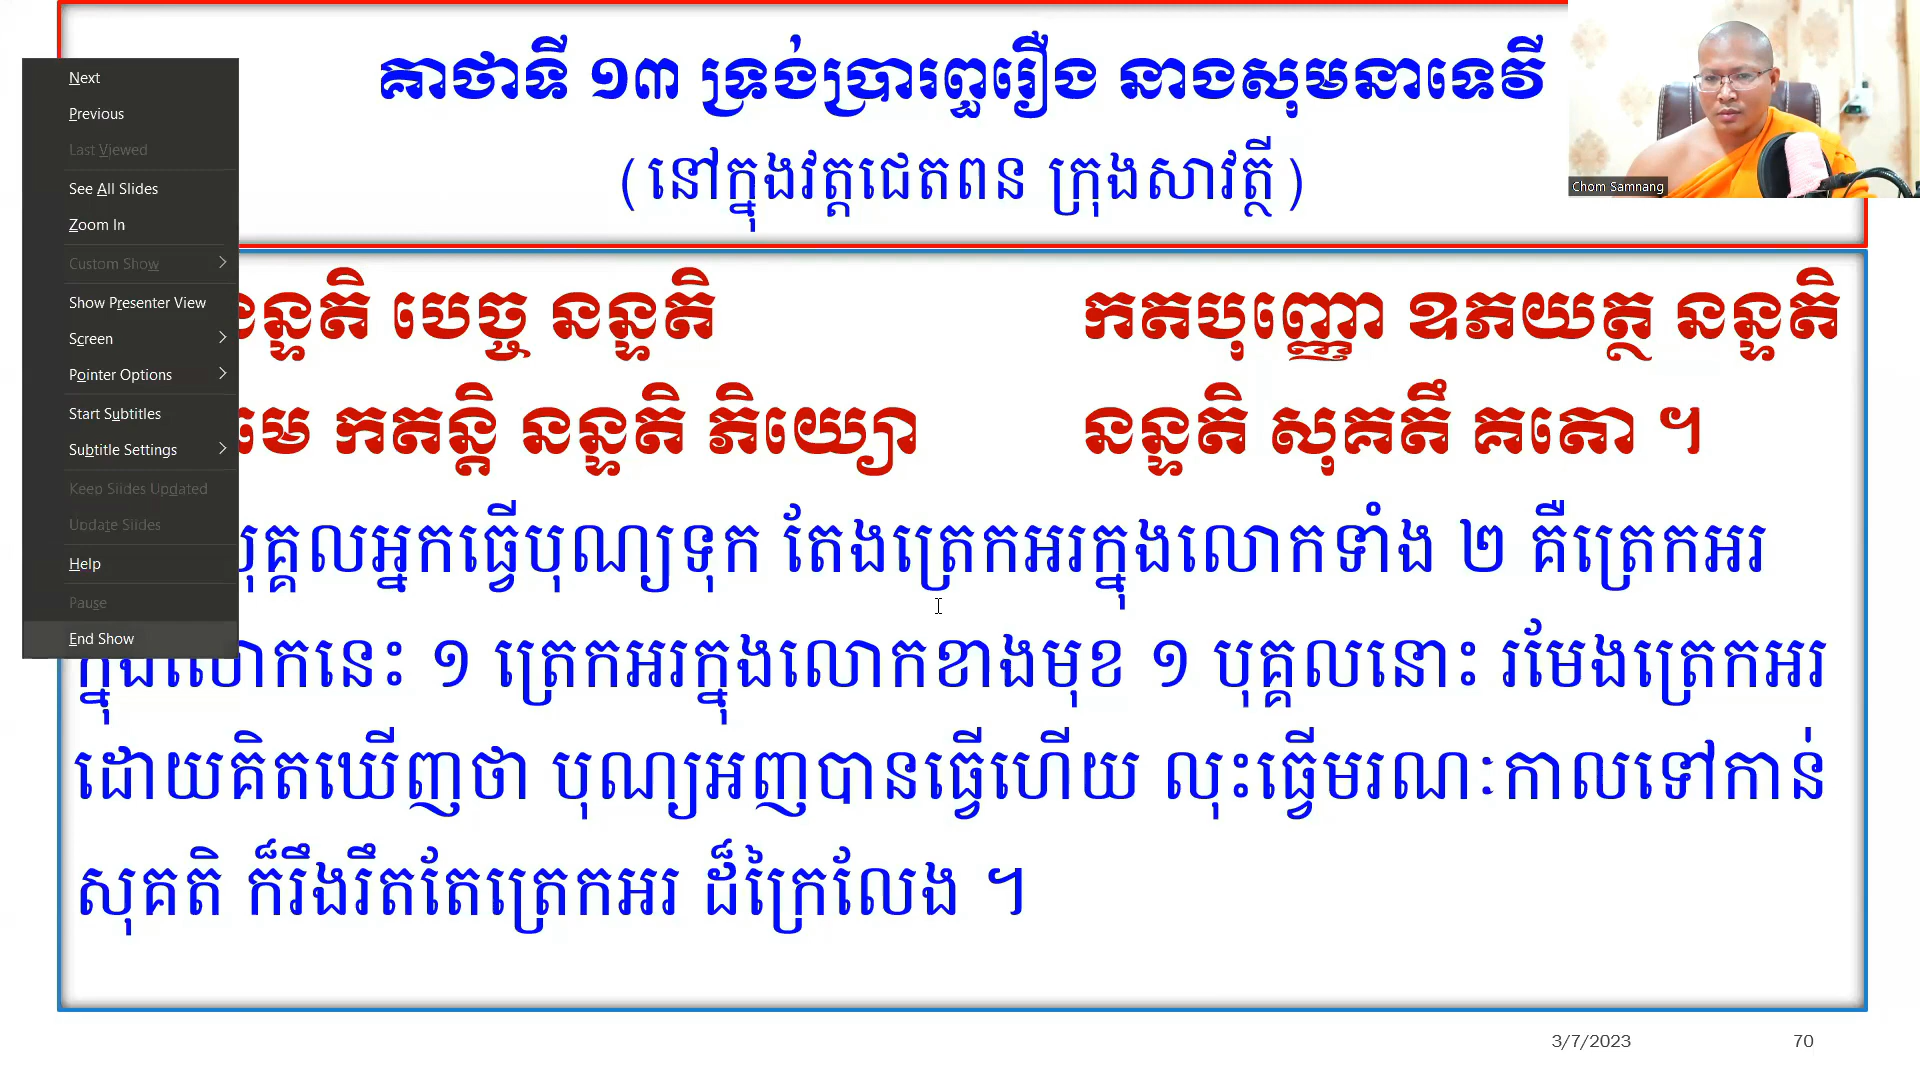 គាថាទី ១៣ ទ្រង់ប្រារព្ធរឿង នាងសុមនាទេវី
( នៅក្នុងវត្តជេតពន ក្រុងសាវត្ថី )
Chom Samnang
Next
Previous
Last Viewed
See All Slides
Zoom In
Custom Show
Show Presenter View
Screen
Pointer Options
Start Subtitles
Subtitle Settings
Keep Slides Updated
Update Slides
Help
Pause
End Show
នន្ទតិ បេច្ច នន្ទតិ កតបុញ្ញោ ឧភយត្ថ នន្ទតិ
មេ កតន្តិ នន្ទតិ ភិយ្យោ នន្ទតិ សុគតឹ គតោ ។
បុគ្គលអ្នកធ្វើបុណ្យទុក តែងត្រេកអរក្នុងលោកទាំង ២ គឺត្រេកអរ
ក្នុងលោកនេះ ១ ត្រេកអរក្នុងលោកខាងមុខ ១ បុគ្គលនោះ រមែងត្រេកអរ
ដោយគិតឃើញថា បុណ្យអញបានធ្វើហើយ លុះធ្វើមរណៈកាលទៅកាន់
សុគតិ ក៏រឹងរឹតតែត្រេកអរ ដ៏ក្រៃលែង ។
3/7/2023 70